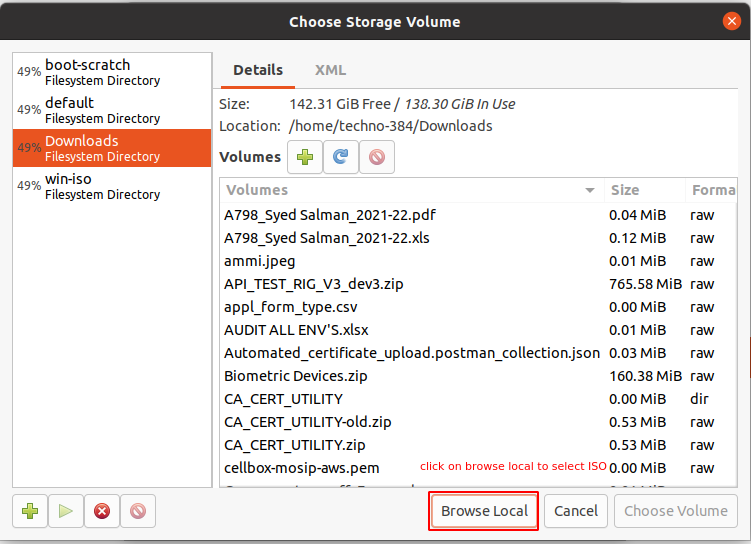 Choose Storage Volume
49% boot-scratch
Filesystem Directory
49% default
Filesystem Directory
49% Downloads
Filesystem Directory
49% win-iso
Filesystem Directory
Details XML
Size: 142.31 GiB Free / 138.30 GiB In Use
Location: /home/techno-384/Downloads
Volumes
Volumes Size Forma
A798_Syed Salman_2021-22.pdf 0.04 MiB raw
A798_Syed Salman_2021-22.xls 0.12 MiB raw
ammi.jpeg 0.01 MiB raw
API_TEST_RIG_V3_dev3.zip 765.58 MiB raw
appl_form_type.csv 0.00 MiB raw
AUDIT ALL ENV'S.xlsx 0.01 MiB raw
Automated_certificate_upload.postman_collection.json 0.03 MiB raw
Biometric Devices.zip 160.38 MiB raw
CA_CERT_UTILITY 0.00 MiB dir
CA_CERT_UTILITY-old.zip 0.53 MiB raw
CA_CERT_UTILITY.zip 0.53 MiB raw
cellbox-mosip-aws.pem 0.00 MiB raw
click on browse local to select ISO
Browse Local Cancel Choose Volume